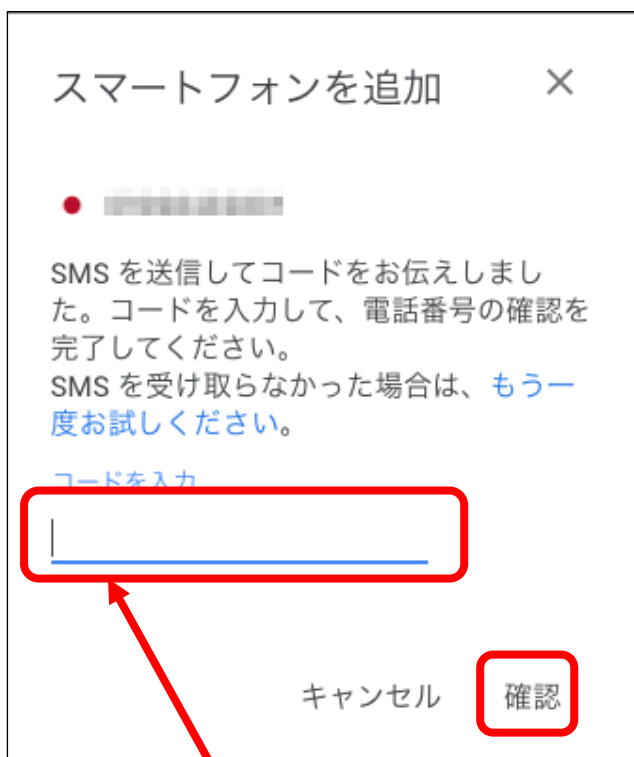 スマートフォンを追加 ×
SMS を送信してコードをお伝えしまし
た。コードを入力して、電話番号の確認を
完了してください。
SMS を受け取らなかった場合は、もう一
度お試しください。
コードを入力
キャンセル 確認